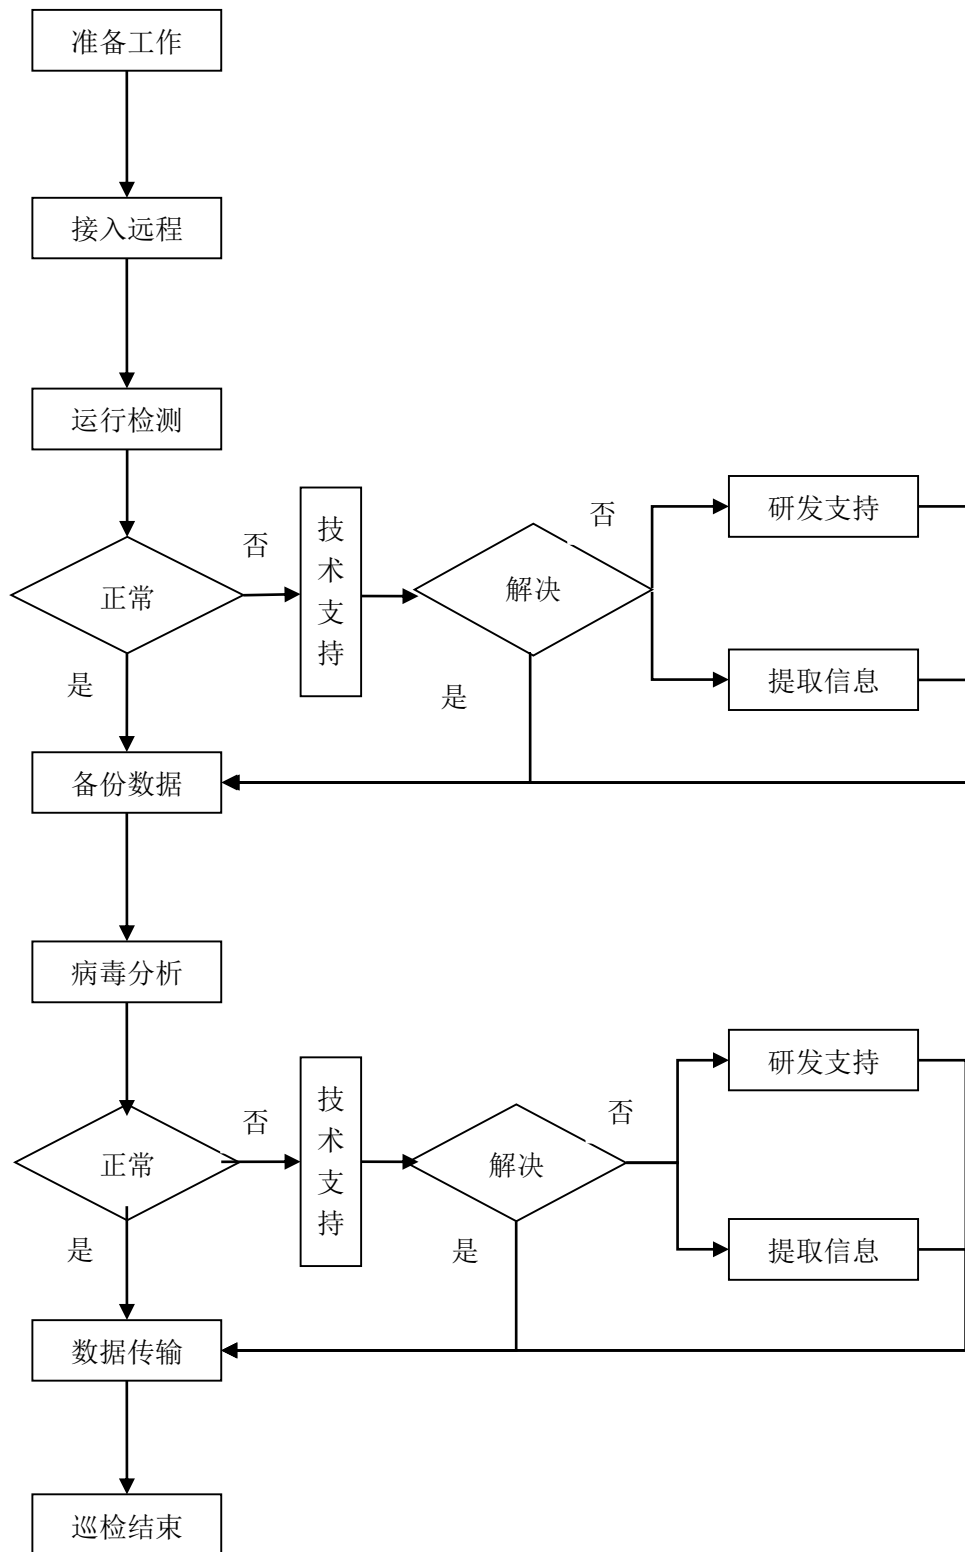 准备工作
接入远程
运行检测
正常
否
技
术
支
持
解决
否
研发支持
提取信息
是
是
备份数据
病毒分析
正常
否
技
术
支
持
解决
否
研发支持
提取信息
是
是
数据传输
巡检结束